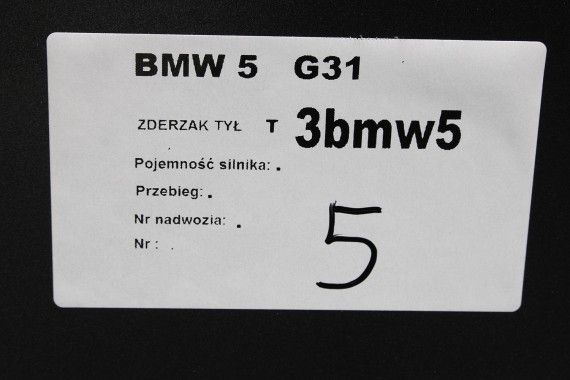 BMW 5 G31
ZDERZAK TYŁ T 3bmw5
Pojemność silnika: .
Przebieg: .
Nr nadwozia: .
Nr : .
5